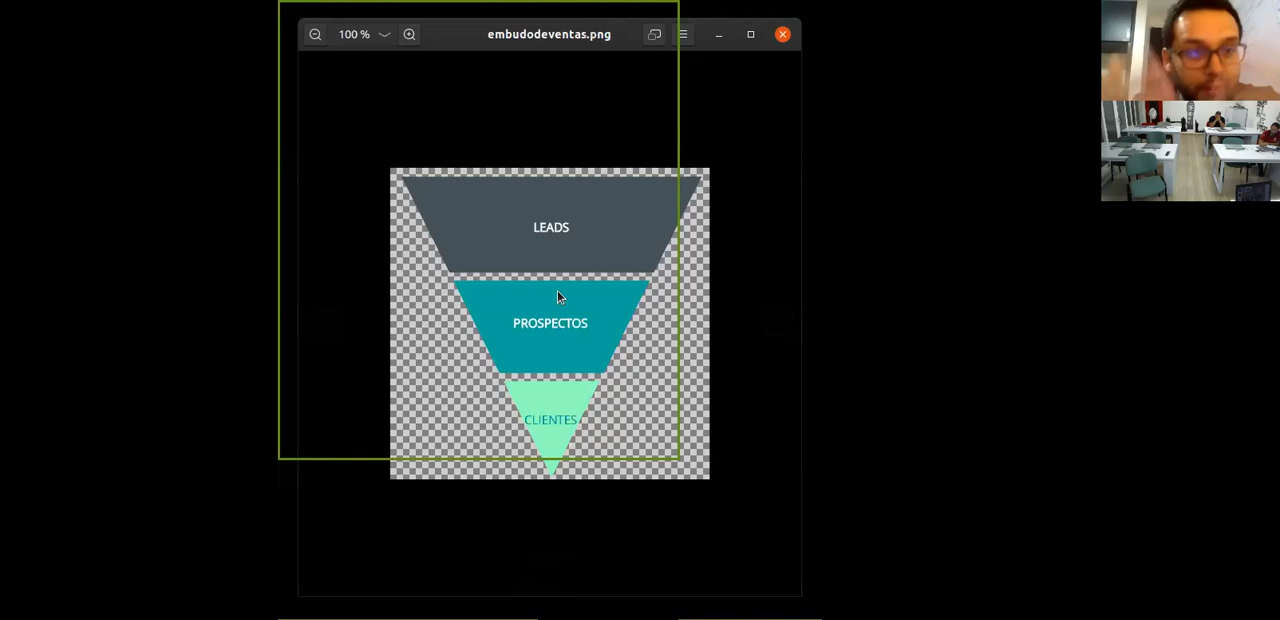 100 %
embudodeventas.png
LEADS
PROSPECTOS
CLIENTES